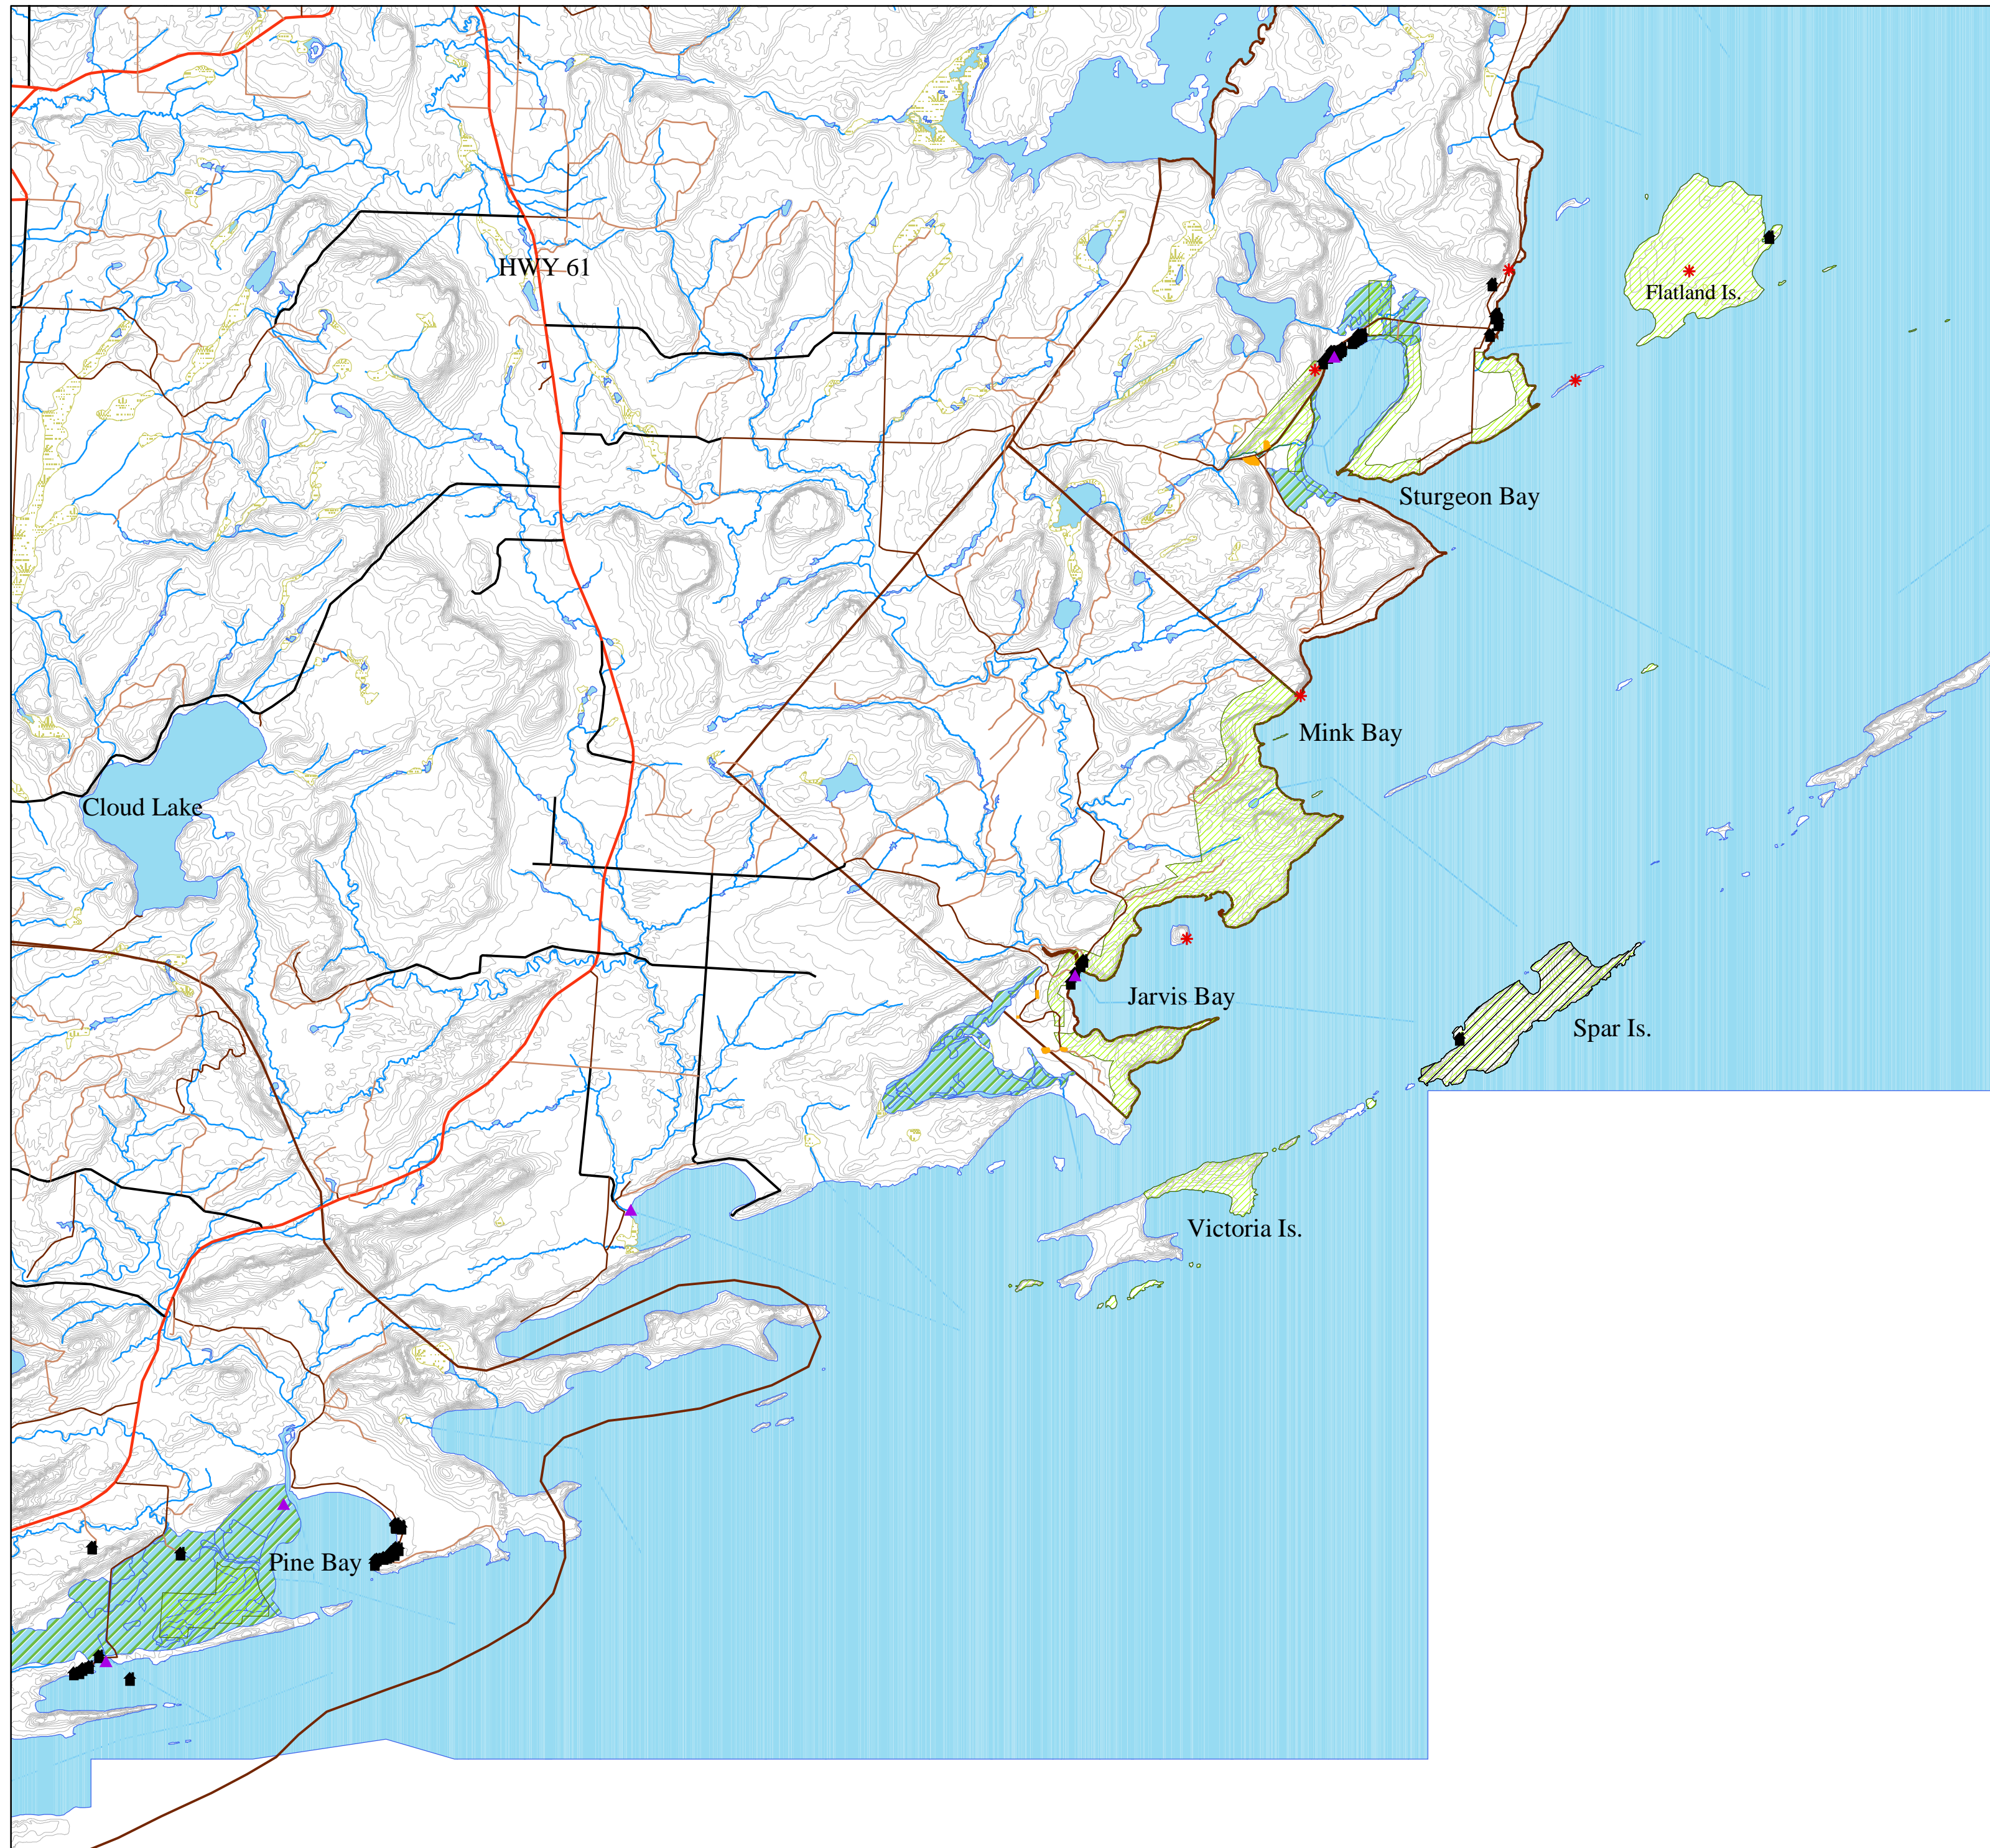 HWY 61
Flatland Is.
Sturgeon Bay
Mink Bay
Cloud Lake
Jarvis Bay
Spar Is.
Victoria Is.
Pine Bay